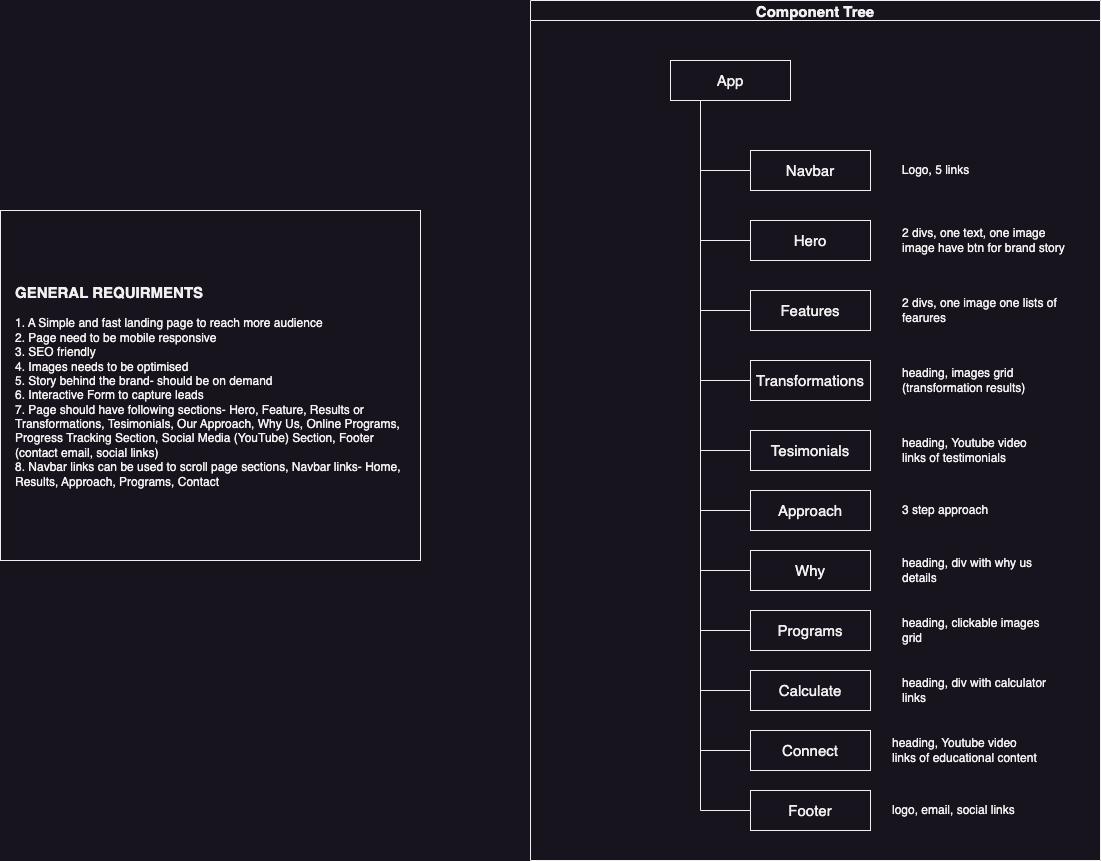 Component Tree
App
Navbar
Logo, 5 links
Hero
2 divs, one text, one image
image have btn for brand story
Features
2 divs, one image one lists of
fearures
Transformations
heading, images grid
(transformation results)
Tesimonials
heading, Youtube video
links of testimonials
Approach
3 step approach
Why
heading, div with why us
details
Programs
heading, clickable images
grid
Calculate
heading, div with calculator
links
Connect
heading, Youtube video
links of educational content
Footer
logo, email, social links
GENERAL REQUIRMENTS
1. A Simple and fast landing page to reach more audience
2. Page need to be mobile responsive
3. SEO friendly
4. Images needs to be optimised
5. Story behind the brand- should be on demand
6. Interactive Form to capture leads
7. Page should have following sections- Hero, Feature, Results or
Transformations, Tesimonials, Our Approach, Why Us, Online Programs,
Progress Tracking Section, Social Media (YouTube) Section, Footer
(contact email, social links)
8. Navbar links can be used to scroll page sections, Navbar links- Home,
Results, Approach, Programs, Contact